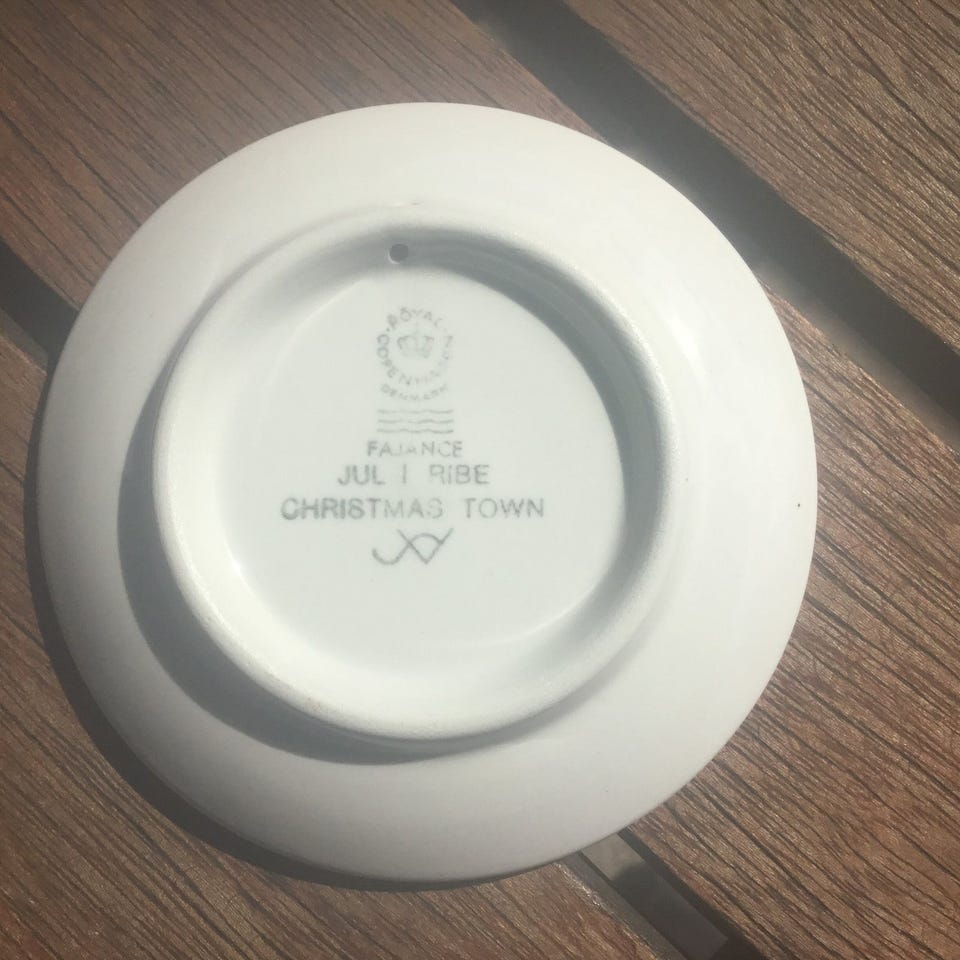 ROYAL COPENHAGEN
DENMARK
FAJANCE
JUL I RIBE
CHRISTMAS TOWN